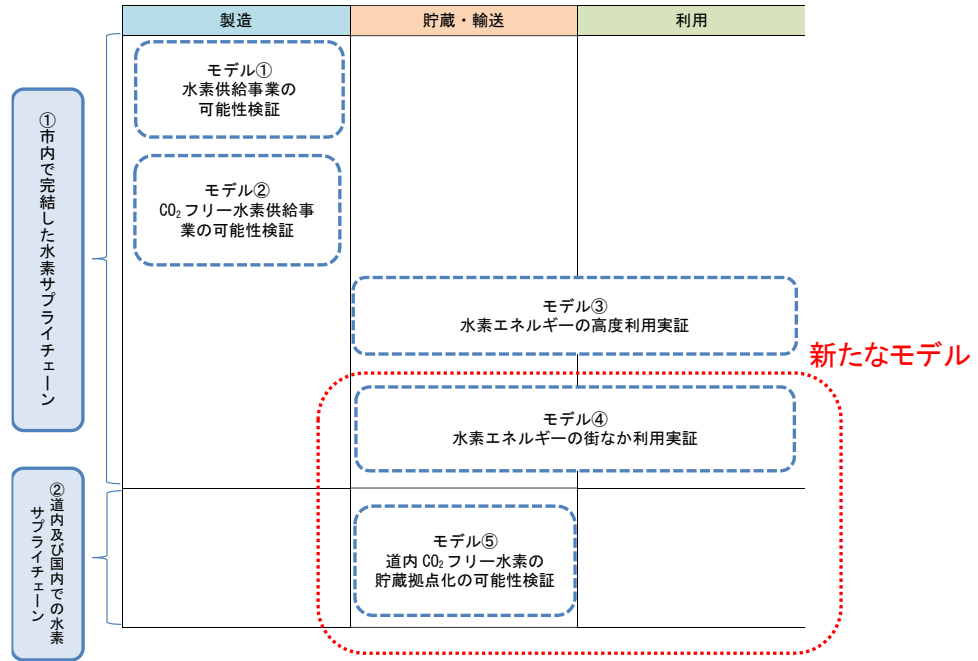 製造
貯蔵・輸送
利用
①市内で完結した水素サプライチェーン
モデル①
水素供給事業の
可能性検証
モデル②
CO₂フリー水素供給事
業の可能性検証
モデル③
水素エネルギーの高度利用実証
新たなモデル
モデル④
水素エネルギーの街なか利用実証
②道内及び国内での水素
サプライチェーン
モデル⑤
道内 CO₂フリー水素の
貯蔵拠点化の可能性検証